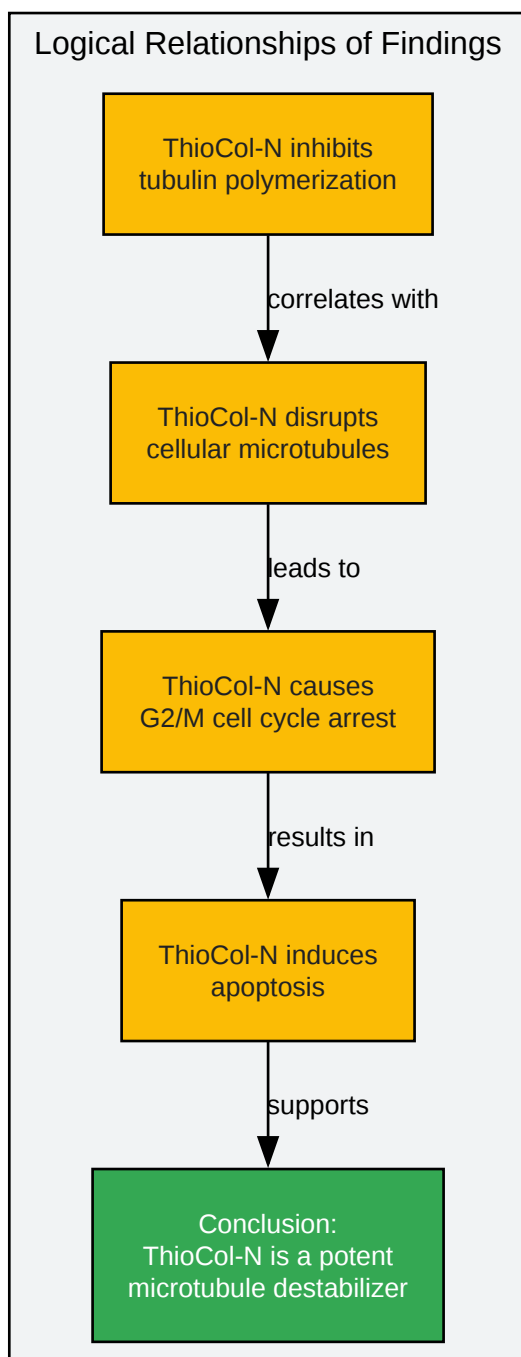 Logical Relationships of Findings
ThioCol-N inhibits
tubulin polymerization
correlates with
ThioCol-N disrupts
cellular microtubules
leads to
ThioCol-N causes
G2/M cell cycle arrest
results in
ThioCol-N induces
apoptosis
supports
Conclusion:
ThioCol-N is a potent
microtubule destabilizer